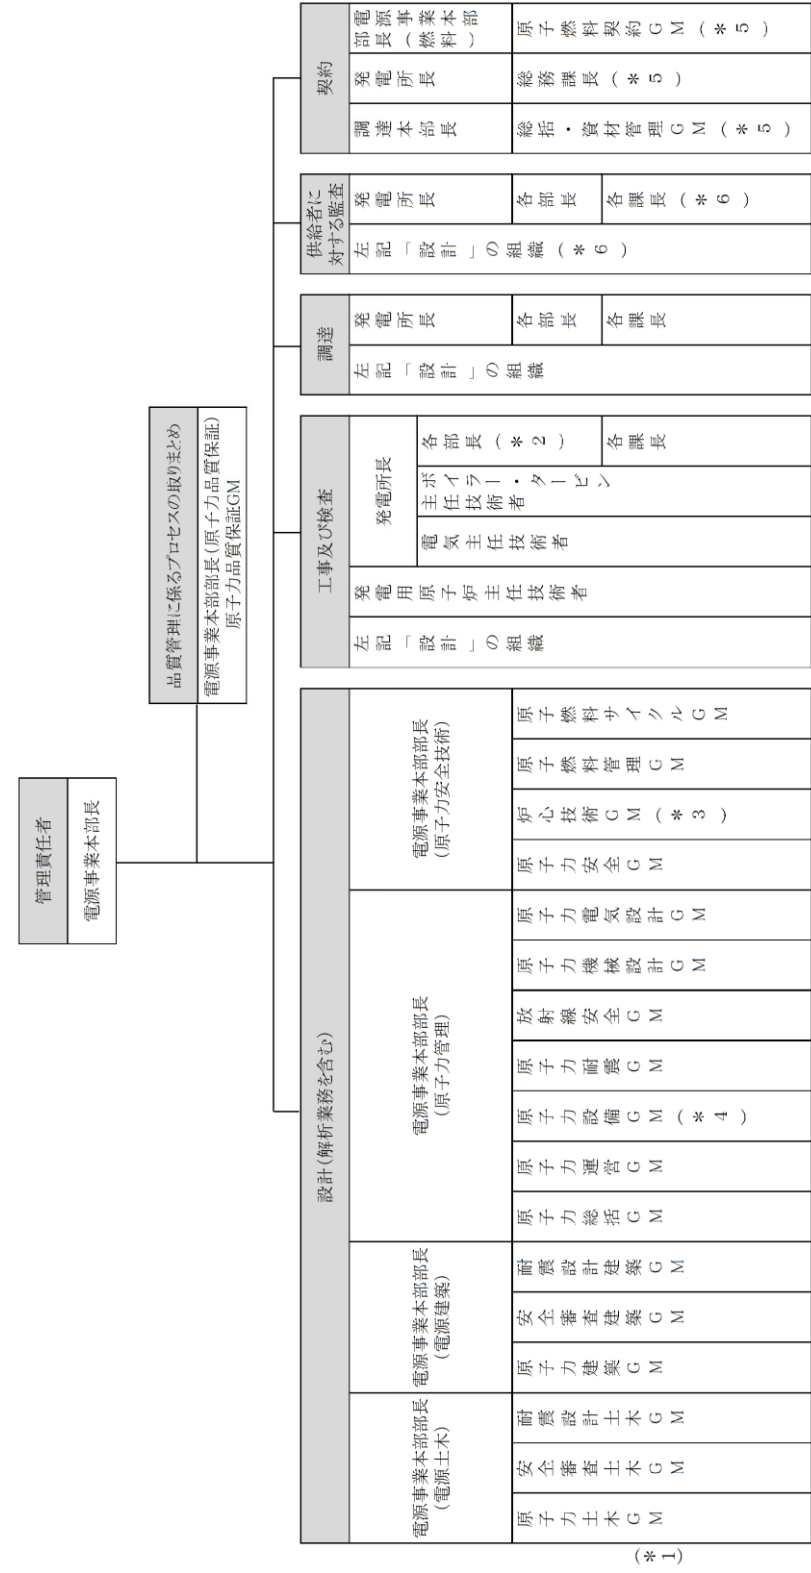 管理責任者
電源事業本部長
品質管理に係るプロセスの取りまとめ
電源事業本部部長(原子力品質保証)
原子力品質保証GM
設計(解析業務を含む)
電源事業本部部長
(電源土木)
原子力土木GM
安全審査土木GM
耐震設計土木GM
電源事業本部部長
(電源建築)
原子力建築GM
安全審査建築GM
耐震設計建築GM
電源事業本部部長
(原子力管理)
原子力総括GM
原子力運営GM
原子力設備GM(*4)
原子力耐震GM
放射線安全GM
原子力機械設計GM
原子力電気設計GM
電源事業本部部長
(原子力安全技術)
原子力安全GM
炉心技術GM(*3)
原子燃料管理GM
原子燃料サイクルGM
(*1)
工事及び検査
左記「設計」の組織
発電用原子炉主任技術者
発電所長
電気主任技術者
ボイラー・タービン
主任技術者
各部長(*2)
各課長
調達
左記「設計」の組織
発電所長
各部長
各課長
供給者に
対する監査
左記「設計」の組織(*6)
発電所長
各部長
各課長(*6)
契約
調達本部長
総括・資材管理GM(*5)
発電所長
総務課長(*5)
電源事業本部
部長(燃料)
原子燃料契約GM(*5)